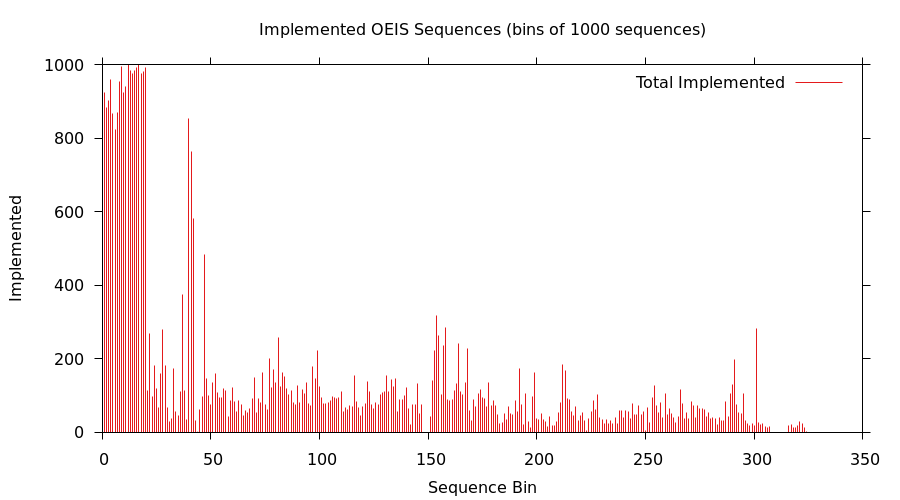 Implemented OEIS Sequences (bins of 1000 sequences)
Total Implemented
1000
800
600
400
200
0
Implemented
0 50 100 150 200 250 300 350
Sequence Bin